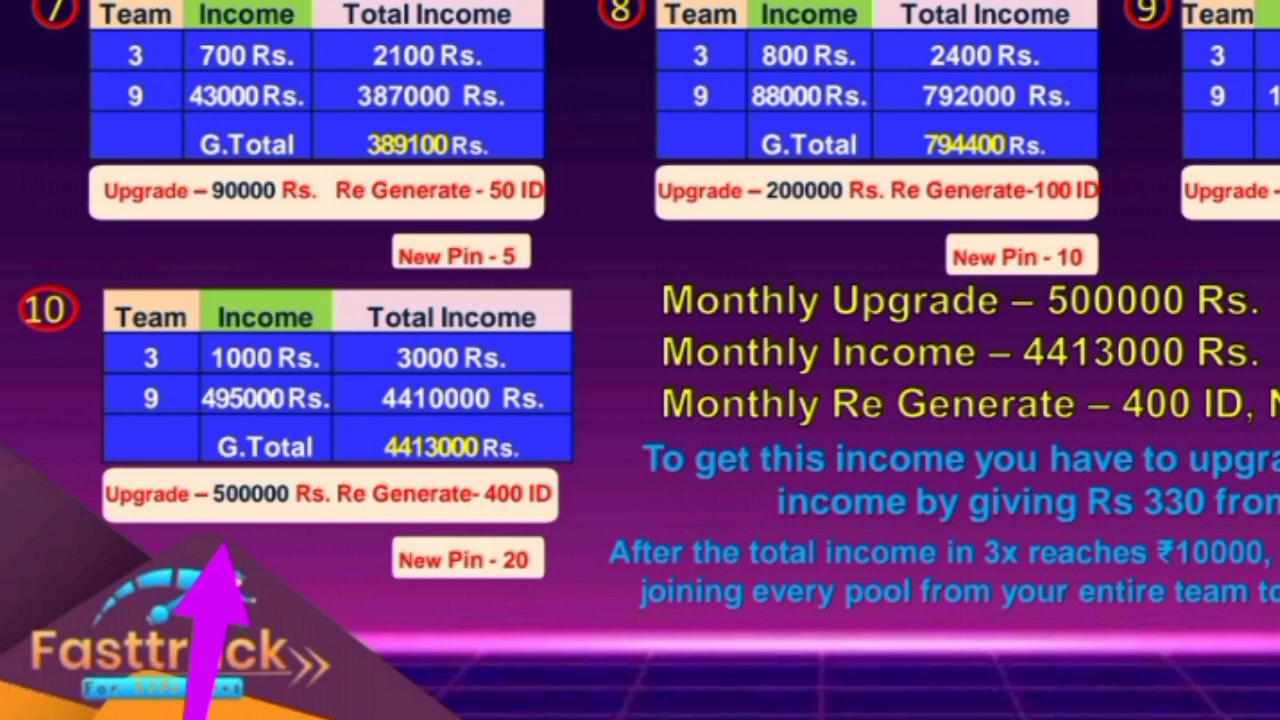 7
Team Income Total Income
3 700 Rs. 2100 Rs.
9 43000 Rs. 387000 Rs.
G.Total 389100 Rs.
Upgrade – 90000 Rs. Re Generate - 50 ID
New Pin - 5
8
Team Income Total Income
3 800 Rs. 2400 Rs.
9 88000 Rs. 792000 Rs.
G.Total 794400 Rs.
Upgrade – 200000 Rs. Re Generate-100 ID
New Pin - 10
9
Team
3
9 1
Upgrade -
10
Team Income Total Income
3 1000 Rs. 3000 Rs.
9 495000 Rs. 4410000 Rs.
G.Total 4413000 Rs.
Upgrade – 500000 Rs. Re Generate- 400 ID
New Pin - 20
Monthly Upgrade – 500000 Rs.
Monthly Income – 4413000 Rs.
Monthly Re Generate – 400 ID,
To get this income you have to
income by giving Rs 330
After the total income in 3x reaches ₹10000,
joining every pool from your entire team
Fasttrack